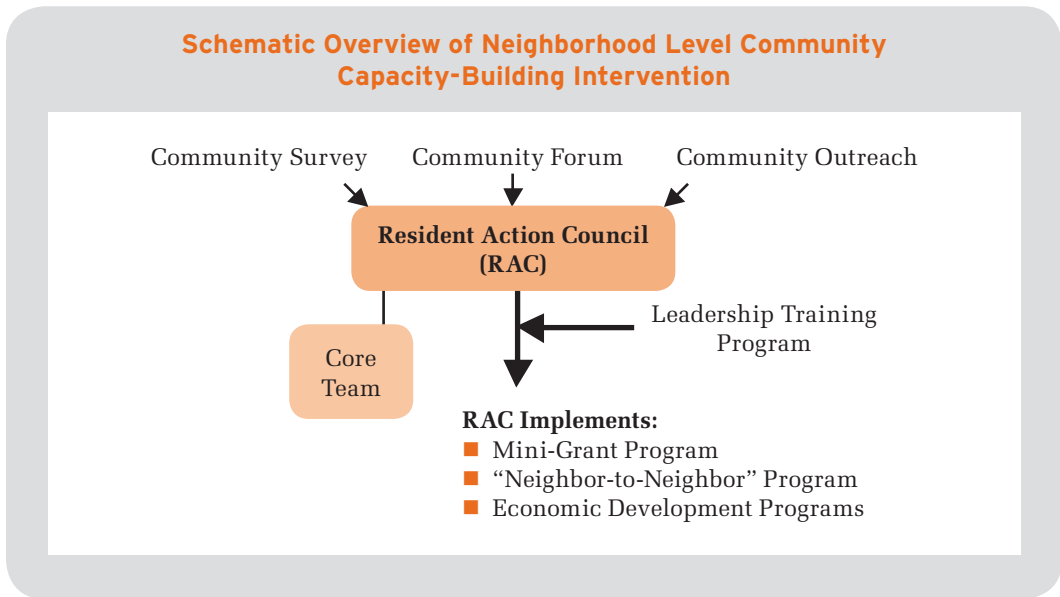 Schematic Overview of Neighborhood Level Community
Capacity-Building Intervention
Community Survey
Community Forum
Community Outreach
Resident Action Council
(RAC)
Leadership Training
Program
Core
Team
RAC Implements:
Mini-Grant Program
“Neighbor-to-Neighbor” Program
Economic Development Programs